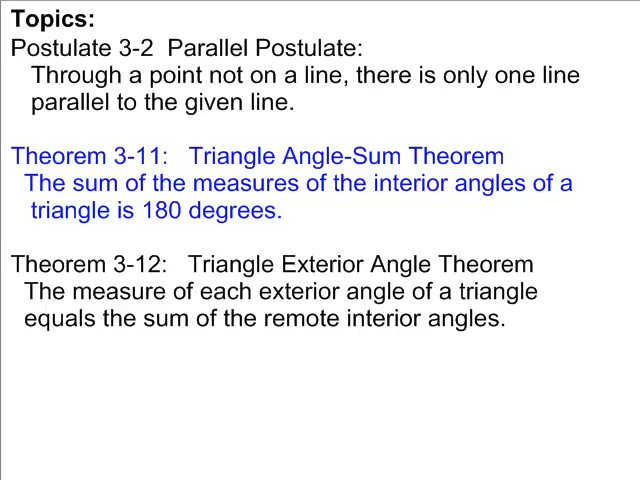 Topics:
Postulate 3-2  Parallel Postulate:
Through a point not on a line, there is only one line
parallel to the given line.
Theorem 3-11:   Triangle Angle-Sum Theorem
The sum of the measures of the interior angles of a
triangle is 180 degrees.
Theorem 3-12:   Triangle Exterior Angle Theorem
The measure of each exterior angle of a triangle
equals the sum of the remote interior angles.